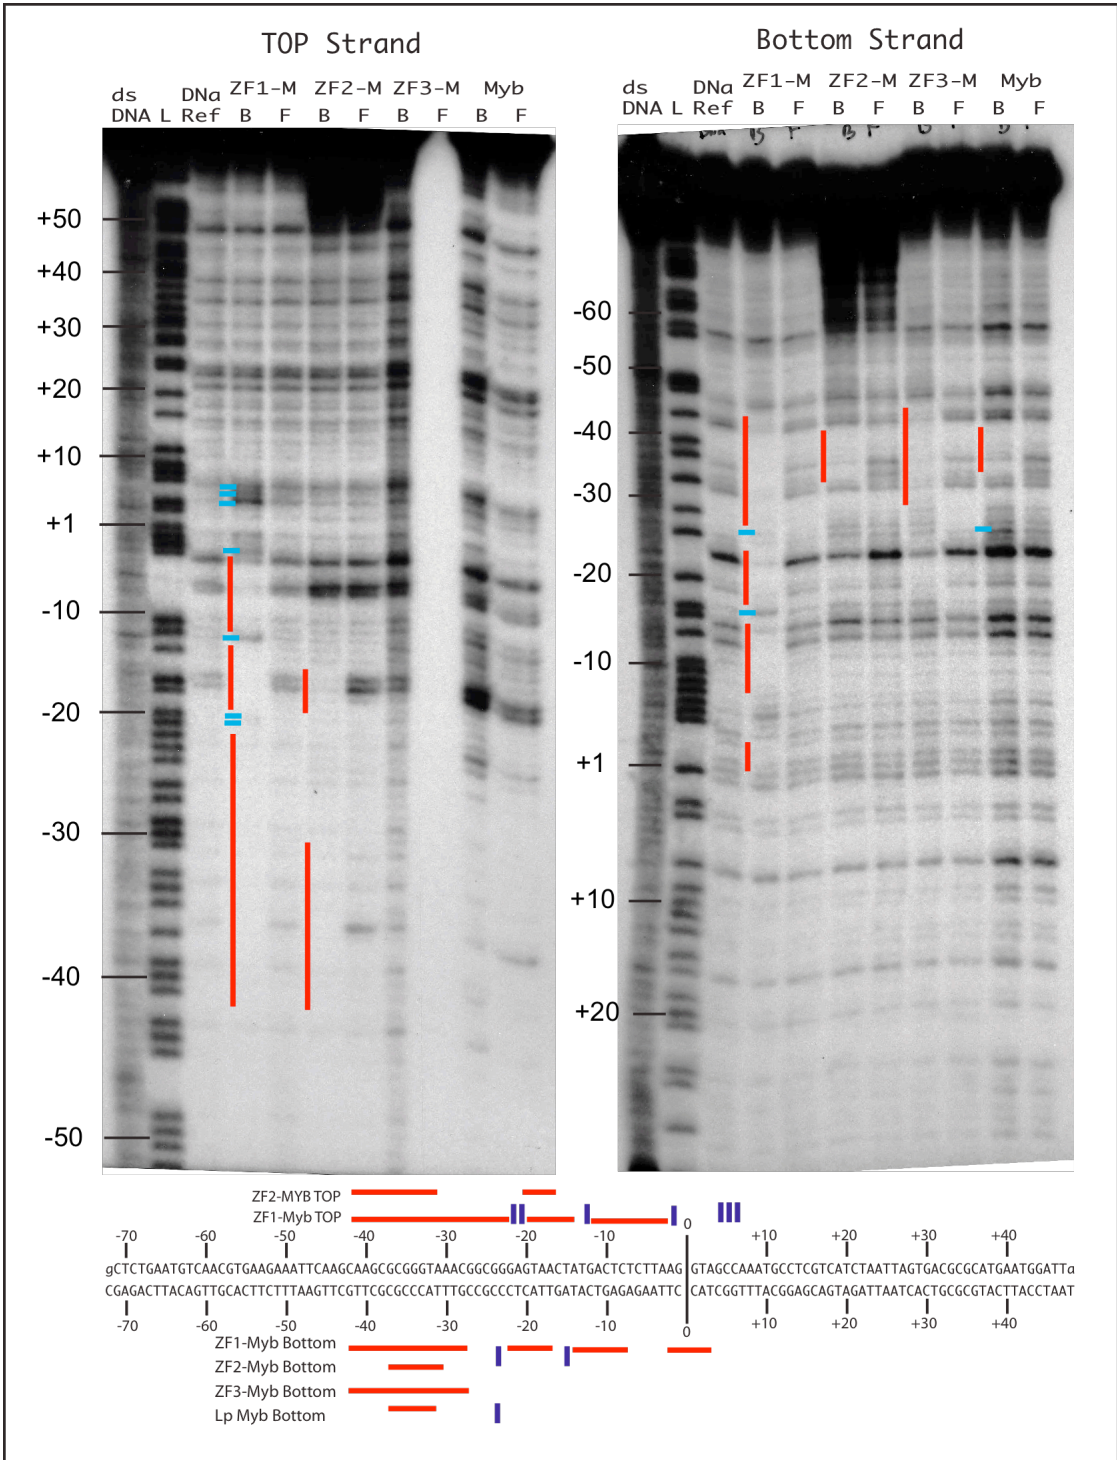 TOP Strand
Bottom Strand
ds DNA L DNa Ref ZF1-M B F ZF2-M B F ZF3-M B F Myb B F
ds DNA L DNa Ref ZF1-M B F ZF2-M B F ZF3-M B F Myb B F
+50
+40
+30
+20
+10
+1
-10
-20
-30
-40
-50
-60
-50
-40
-30
-20
-10
+1
+10
+20
ZF2-MYB TOP
ZF1-Myb TOP
0
-70 -60 -50 -40 -30 -20 -10 +10 +20 +30 +40
gCTCTGAATGTCAACGTGAAGAAATTCAAGCAAGCGCGGGTAAACGGCGGGAGTAACTATGACTCTCTTAAG GTAGCCAAATGCCTCGTCATCTAATTAGTGACGCGCATGAATGGATTa
CGAGACTTACAGTTGCACTTCTTTAAGTTCGTTCGCGCCCATTTGCCGCCCTCATTGATACTGAGAGAATTC CATCGGTTTACGGAGCAGTAGATTAATCACTGCGCGTACTTACCTAAT
-70 -60 -50 -40 -30 -20 -10 0 +10 +20 +30 +40
ZF1-Myb Bottom
ZF2-Myb Bottom
ZF3-Myb Bottom
Lp Myb Bottom